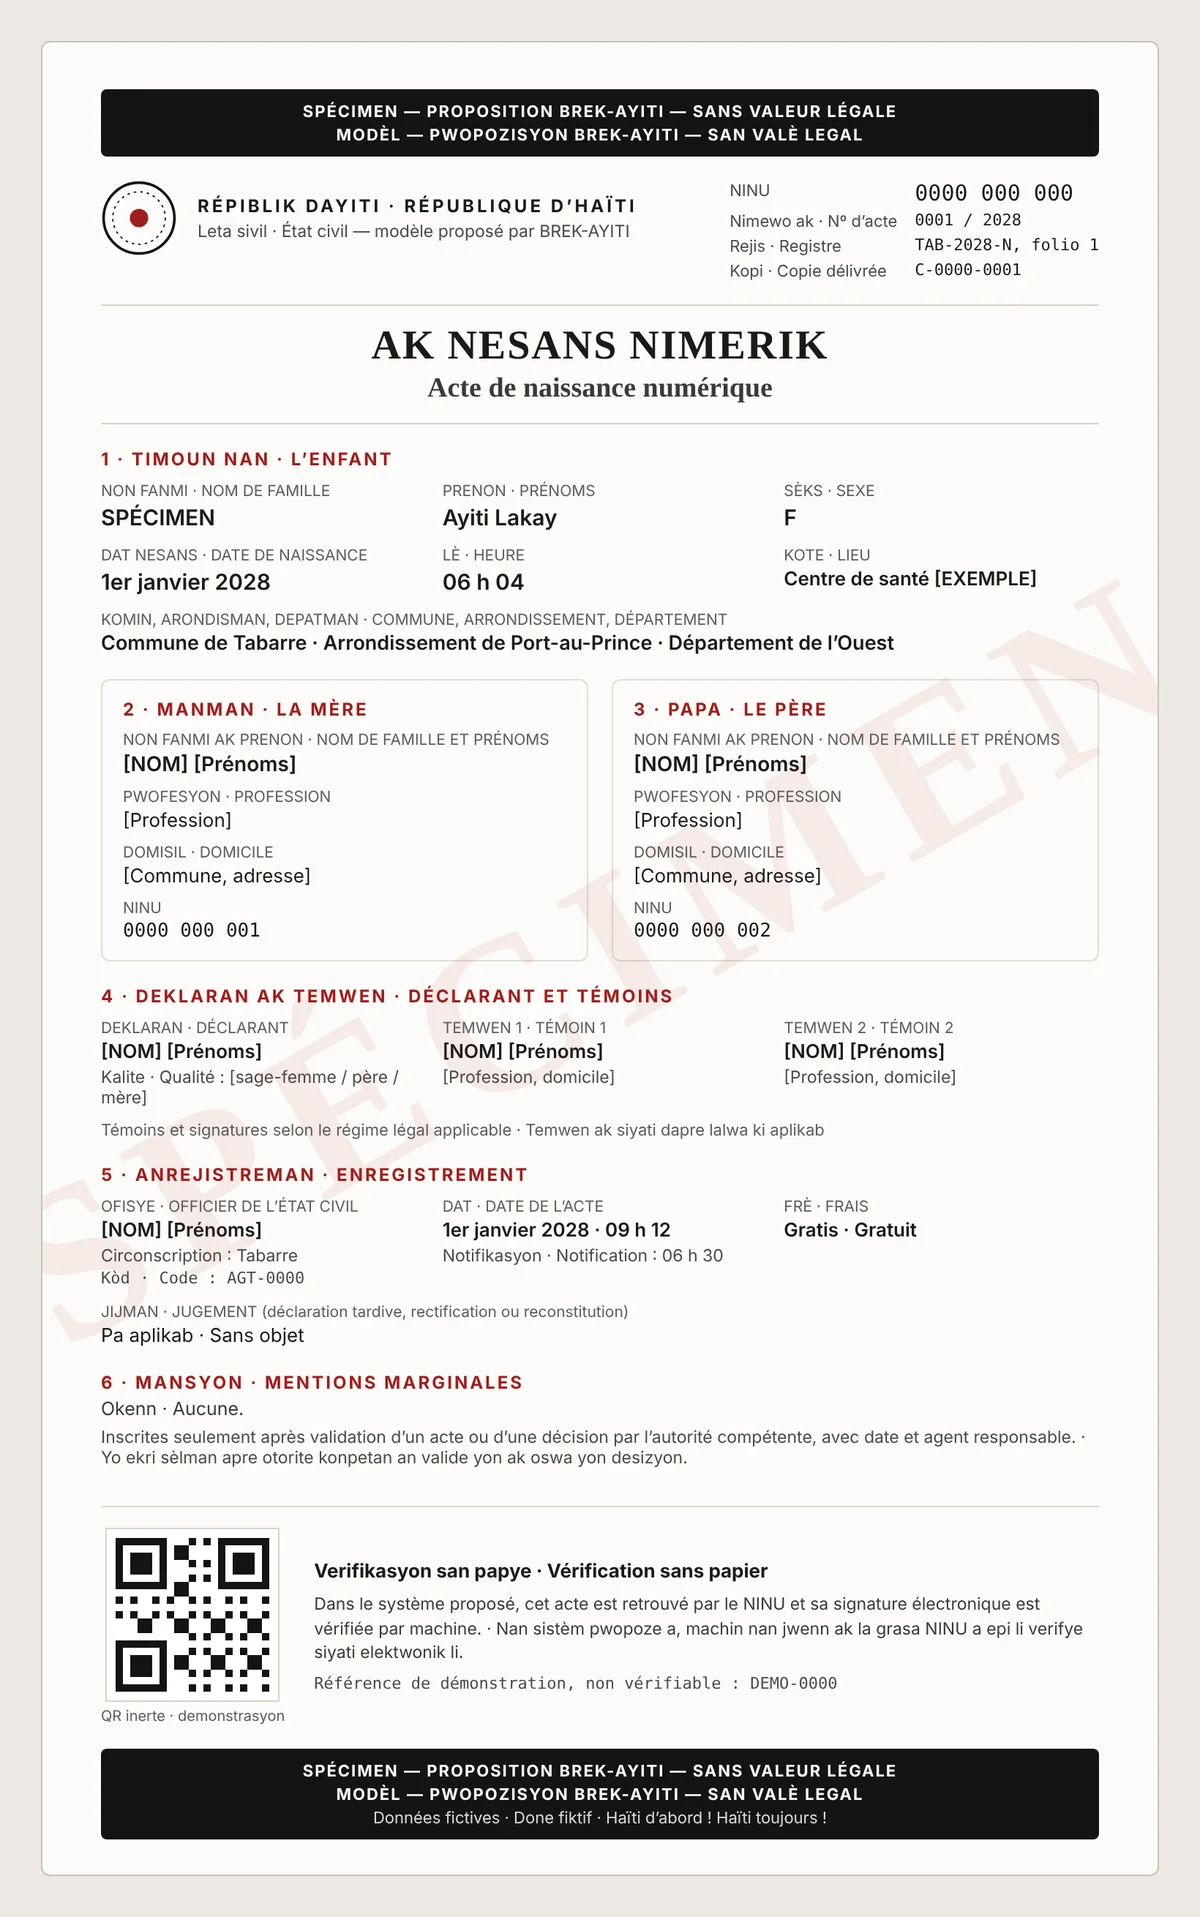 SPÉCIMEN — PROPOSITION BREK-AYITI — SANS VALEUR LÉGALE
MODÈL — PWOPOZISYON BREK-AYITI — SAN VALÈ LEGAL
RÉPIBLIK DAYITI · RÉPUBLIQUE D’HAÏTI
Leta sivil · État civil — modèle proposé par BREK-AYITI
NINU 0000 000 000
Nimewo ak · Nº d’acte 0001 / 2028
Rejis · Registre TAB-2028-N, folio 1
Kopi · Copie délivrée C-0000-0001
AK NESANS NIMERIK
Acte de naissance numérique
1 · TIMOUN NAN · L’ENFANT
NON FANMI · NOM DE FAMILLE PRENON · PRÉNOMS SÈKS · SEXE
SPÉCIMEN Ayiti Lakay F
DAT NESANS · DATE DE NAISSANCE LÈ · HEURE KOTE · LIEU
1er janvier 2028 06 h 04 Centre de santé [EXEMPLE]
KOMIN, ARONDISMAN, DEPATMAN · COMMUNE, ARRONDISSEMENT, DÉPARTEMENT
Commune de Tabarre · Arrondissement de Port-au-Prince · Département de l’Ouest
2 · MANMAN · LA MÈRE
NON FANMI AK PRENON · NOM DE FAMILLE ET PRÉNOMS
[NOM] [Prénoms]
PWOFESYON · PROFESSION
[Profession]
DOMISIL · DOMICILE
[Commune, adresse]
NINU
0000 000 001
3 · PAPA · LE PÈRE
NON FANMI AK PRENON · NOM DE FAMILLE ET PRÉNOMS
[NOM] [Prénoms]
PWOFESYON · PROFESSION
[Profession]
DOMISIL · DOMICILE
[Commune, adresse]
NINU
0000 000 002
SPÉCIMEN
4 · DEKLARAN AK TEMWEN · DÉCLARANT ET TÉMOINS
DEKLARAN · DÉCLARANT TEMWEN 1 · TÉMOIN 1 TEMWEN 2 · TÉMOIN 2
[NOM] [Prénoms] [NOM] [Prénoms] [NOM] [Prénoms]
Kalite · Qualité : [sage-femme / père / [Profession, domicile] [Profession, domicile]
mère]
Témoins et signatures selon le régime légal applicable · Temwen ak siyati dapre lalwa ki aplikab
5 · ANREJISTREMAN · ENREGISTREMENT
OFISYE · OFFICIER DE L’ÉTAT CIVIL DAT · DATE DE L’ACTE FRÈ · FRAIS
[NOM] [Prénoms] 1er janvier 2028 · 09 h 12 Gratis · Gratuit
Circonscription : Tabarre Notifikasyon · Notification : 06 h 30
Kòd · Code : AGT-0000
JIJMAN · JUGEMENT (déclaration tardive, rectification ou reconstitution)
Pa aplikab · Sans objet
6 · MANSYON · MENTIONS MARGINALES
Okenn · Aucune.
Inscrites seulement après validation d’un acte ou d’une décision par l’autorité compétente, avec date et agent responsable. ·
Yo ekri sèlman apre otorite konpetan an valide yon ak oswa yon desizyon.
Verifikasyon san papye · Vérification sans papier
Dans le système proposé, cet acte est retrouvé par le NINU et sa signature électronique est
vérifiée par machine. · Nan sistèm pwopoze a, machin nan jwenn ak la grasa NINU a epi li verifye
siyati elektwonik li.
Référence de démonstration, non vérifiable : DEMO-0000
QR inerte · demonstrasyon
SPÉCIMEN — PROPOSITION BREK-AYITI — SANS VALEUR LÉGALE
MODÈL — PWOPOZISYON BREK-AYITI — SAN VALÈ LEGAL
Données fictives · Done fiktif · Haïti d’abord ! Haïti toujours !